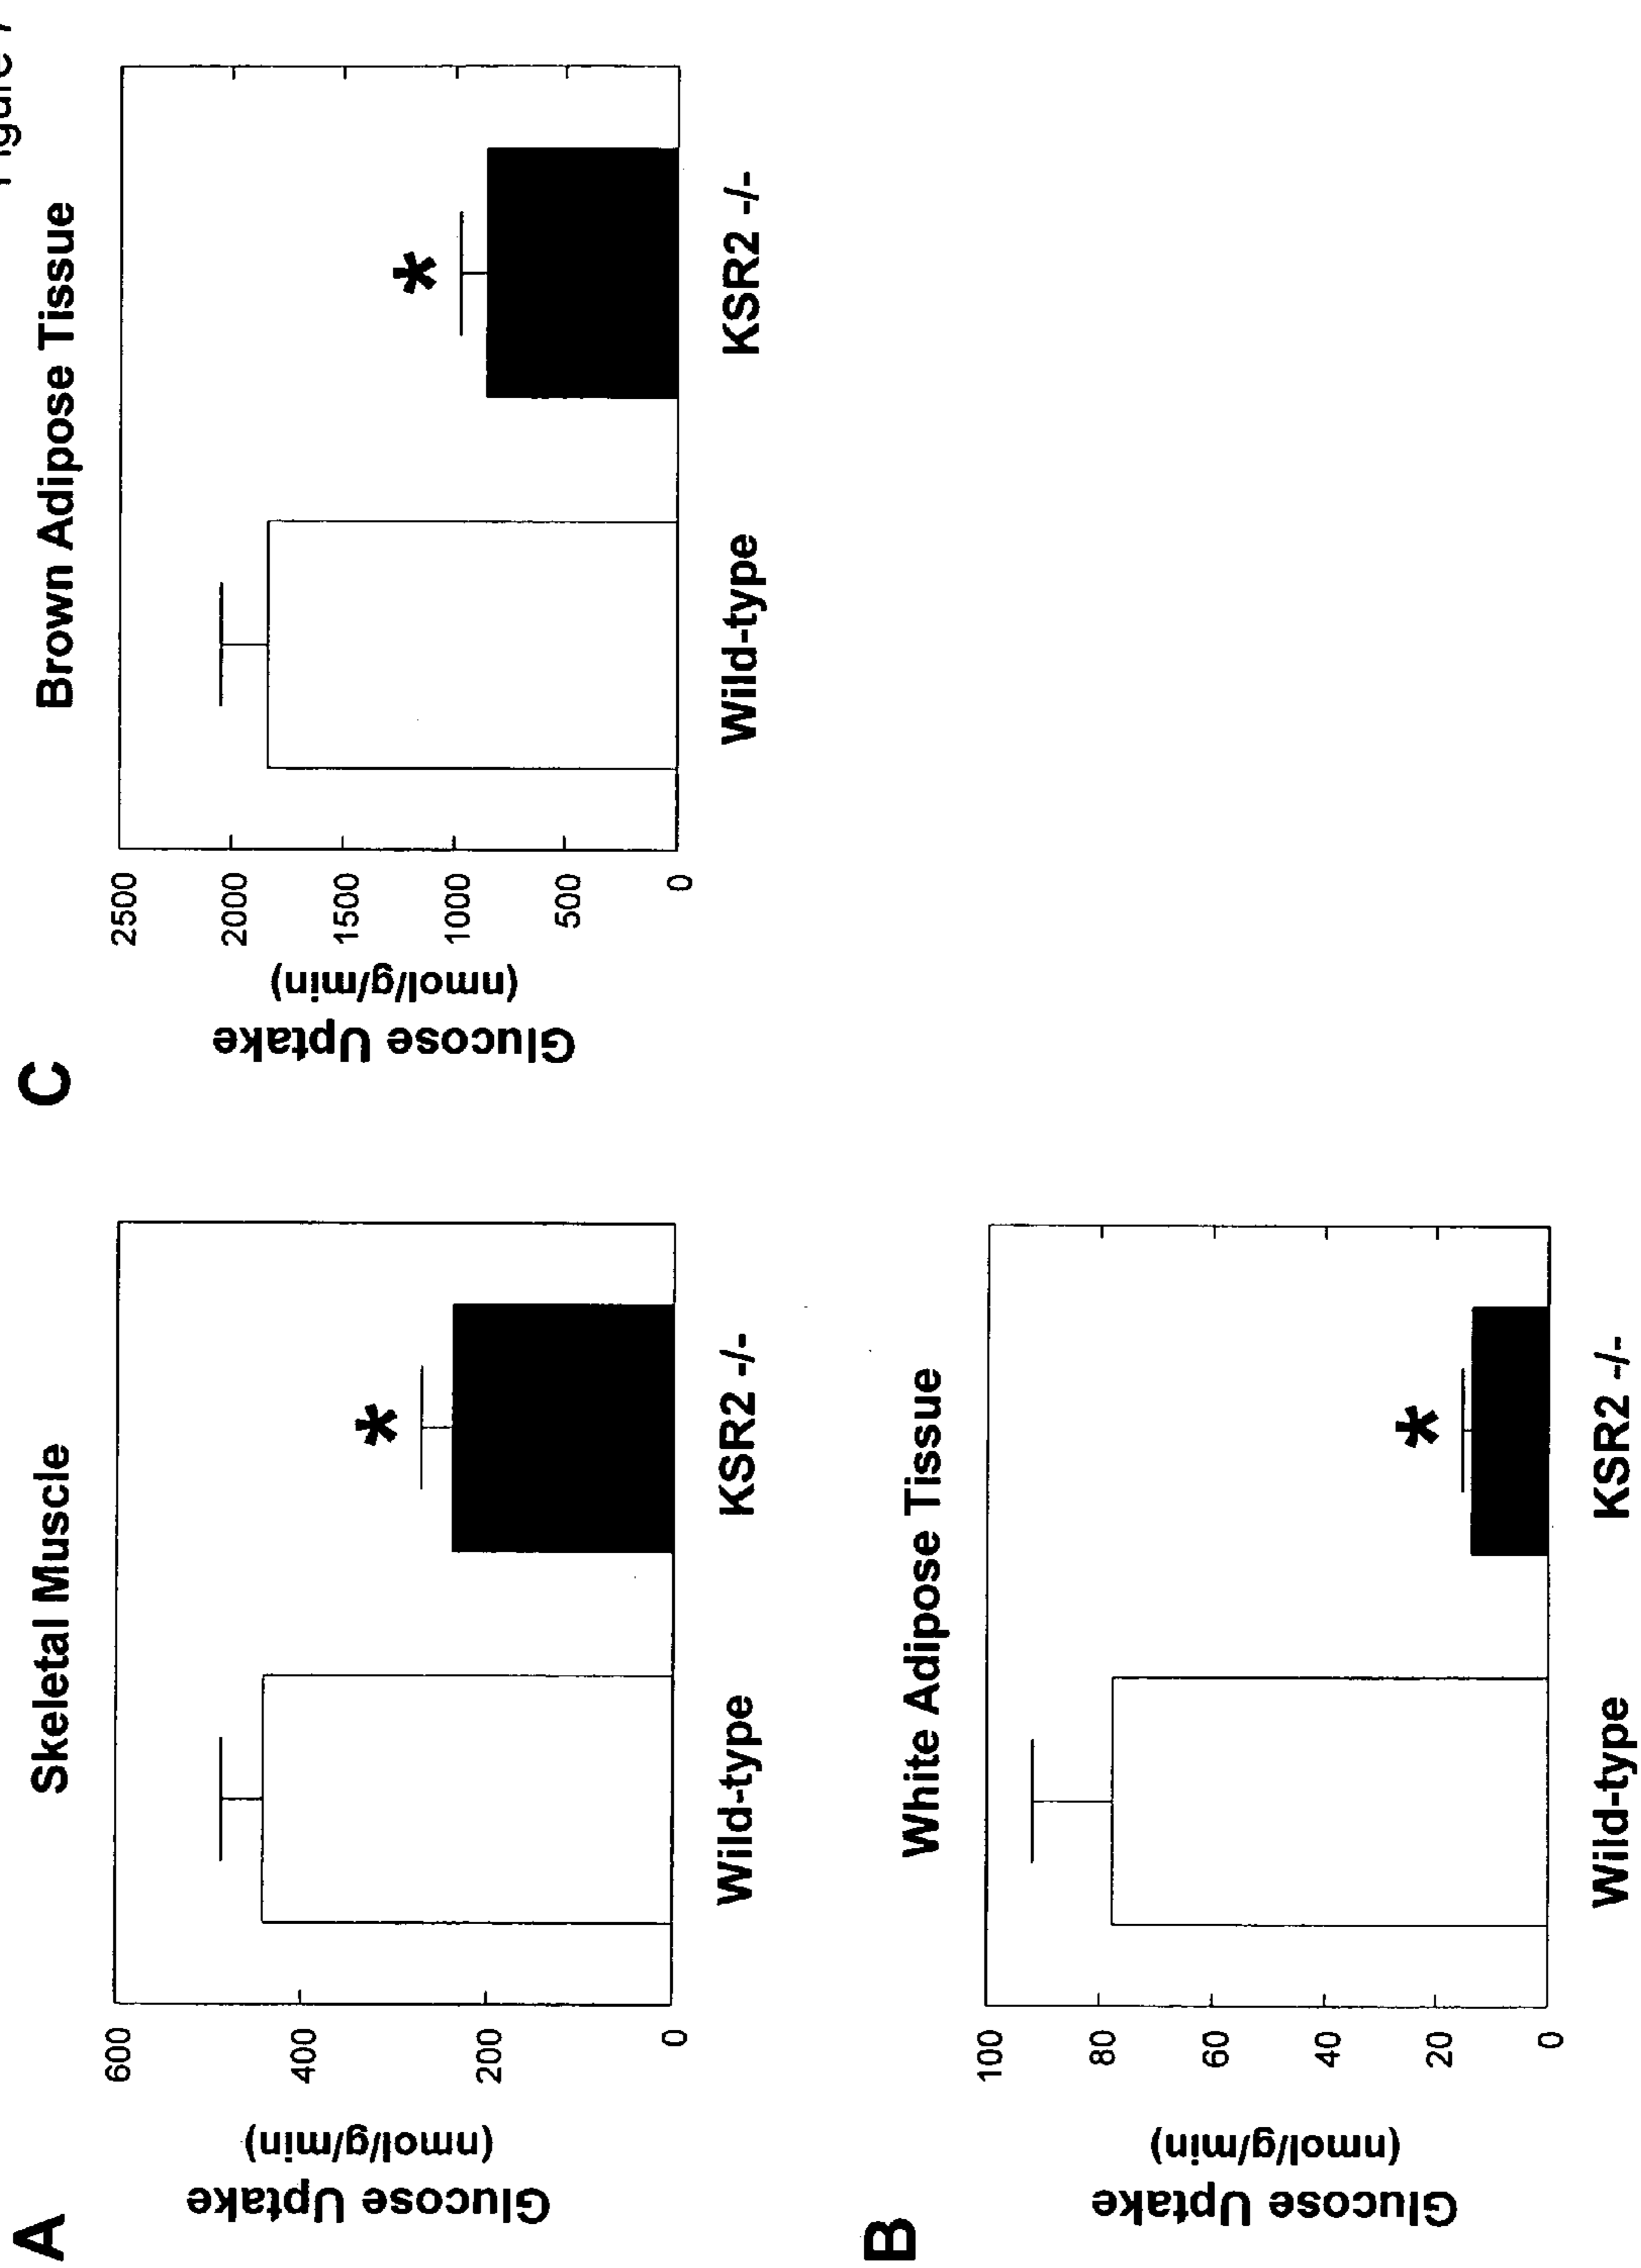 A
Skeletal Muscle
Glucose Uptake
(nmol/g/min)
600
400
200
0
*
Wild-type
KSR2 -/-
B
White Adipose Tissue
Glucose Uptake
(nmol/g/min)
100
80
60
40
20
0
*
Wild-type
KSR2 -/-
C
Brown Adipose Tissue
Glucose Uptake
(nmol/g/min)
2500
2000
1500
1000
500
0
*
Wild-type
KSR2 -/-